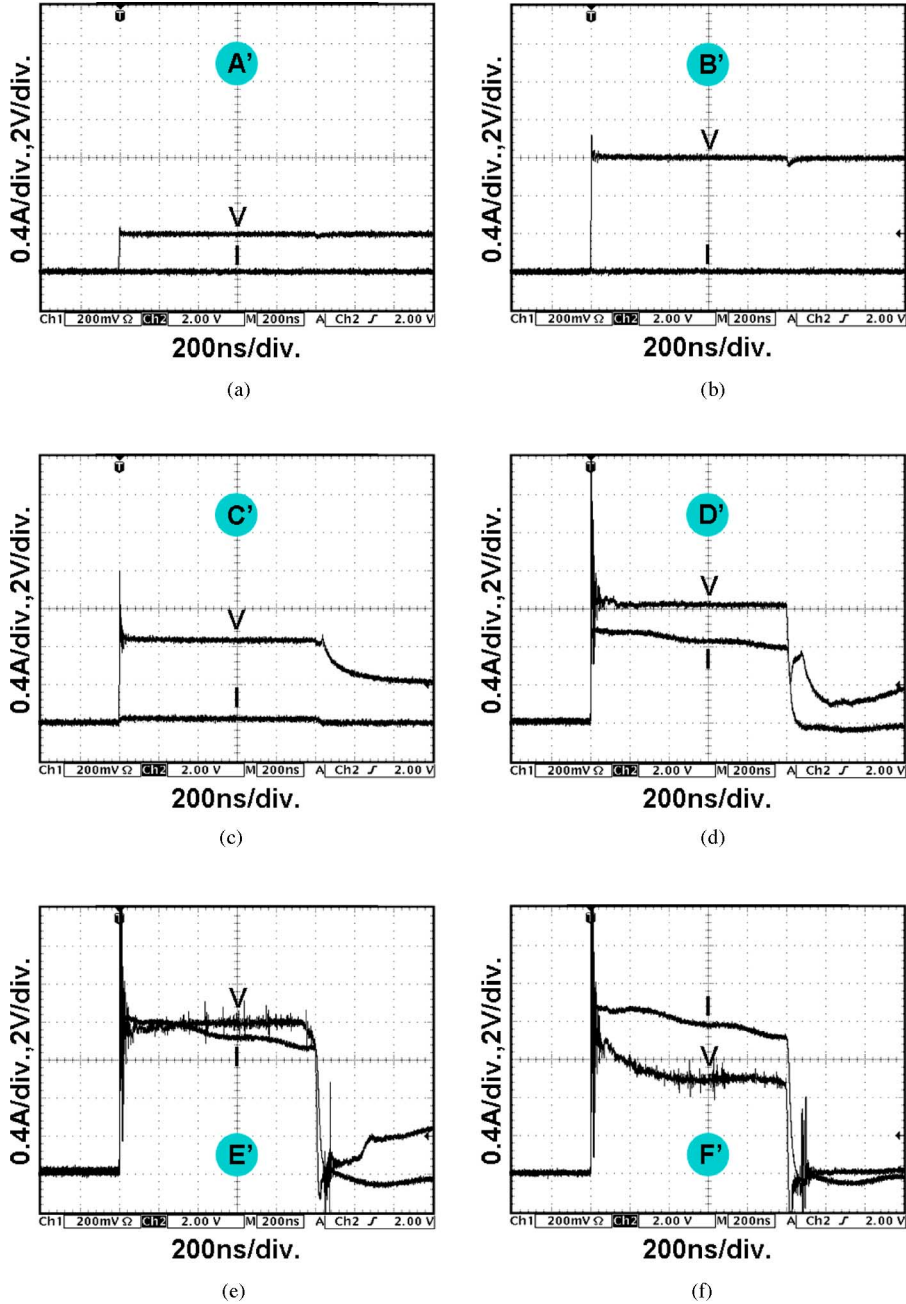 T
A'
0.4A/div.,2V/div.
V
I
Ch1 200mV Ω Ch2 2.00 V M 200ns A Ch2 ʃ 2.00 V
200ns/div.
(a)
T
B'
0.4A/div.,2V/div.
V
I
Ch1 200mV Ω Ch2 2.00 V M 200ns A Ch2 ʃ 2.00 V
200ns/div.
(b)
T
C'
0.4A/div.,2V/div.
V
I
Ch1 200mV Ω Ch2 2.00 V M 200ns A Ch2 ʃ 2.00 V
200ns/div.
(c)
T
D'
0.4A/div.,2V/div.
V
I
Ch1 200mV Ω Ch2 2.00 V M 200ns A Ch2 ʃ 2.00 V
200ns/div.
(d)
T
0.4A/div.,2V/div.
V
I
E'
Ch1 200mV Ω Ch2 2.00 V M 200ns A Ch2 ʃ 2.00 V
200ns/div.
(e)
T
0.4A/div.,2V/div.
I
V
F'
Ch1 200mV Ω Ch2 2.00 V M 200ns A Ch2 ʃ 2.00 V
200ns/div.
(f)